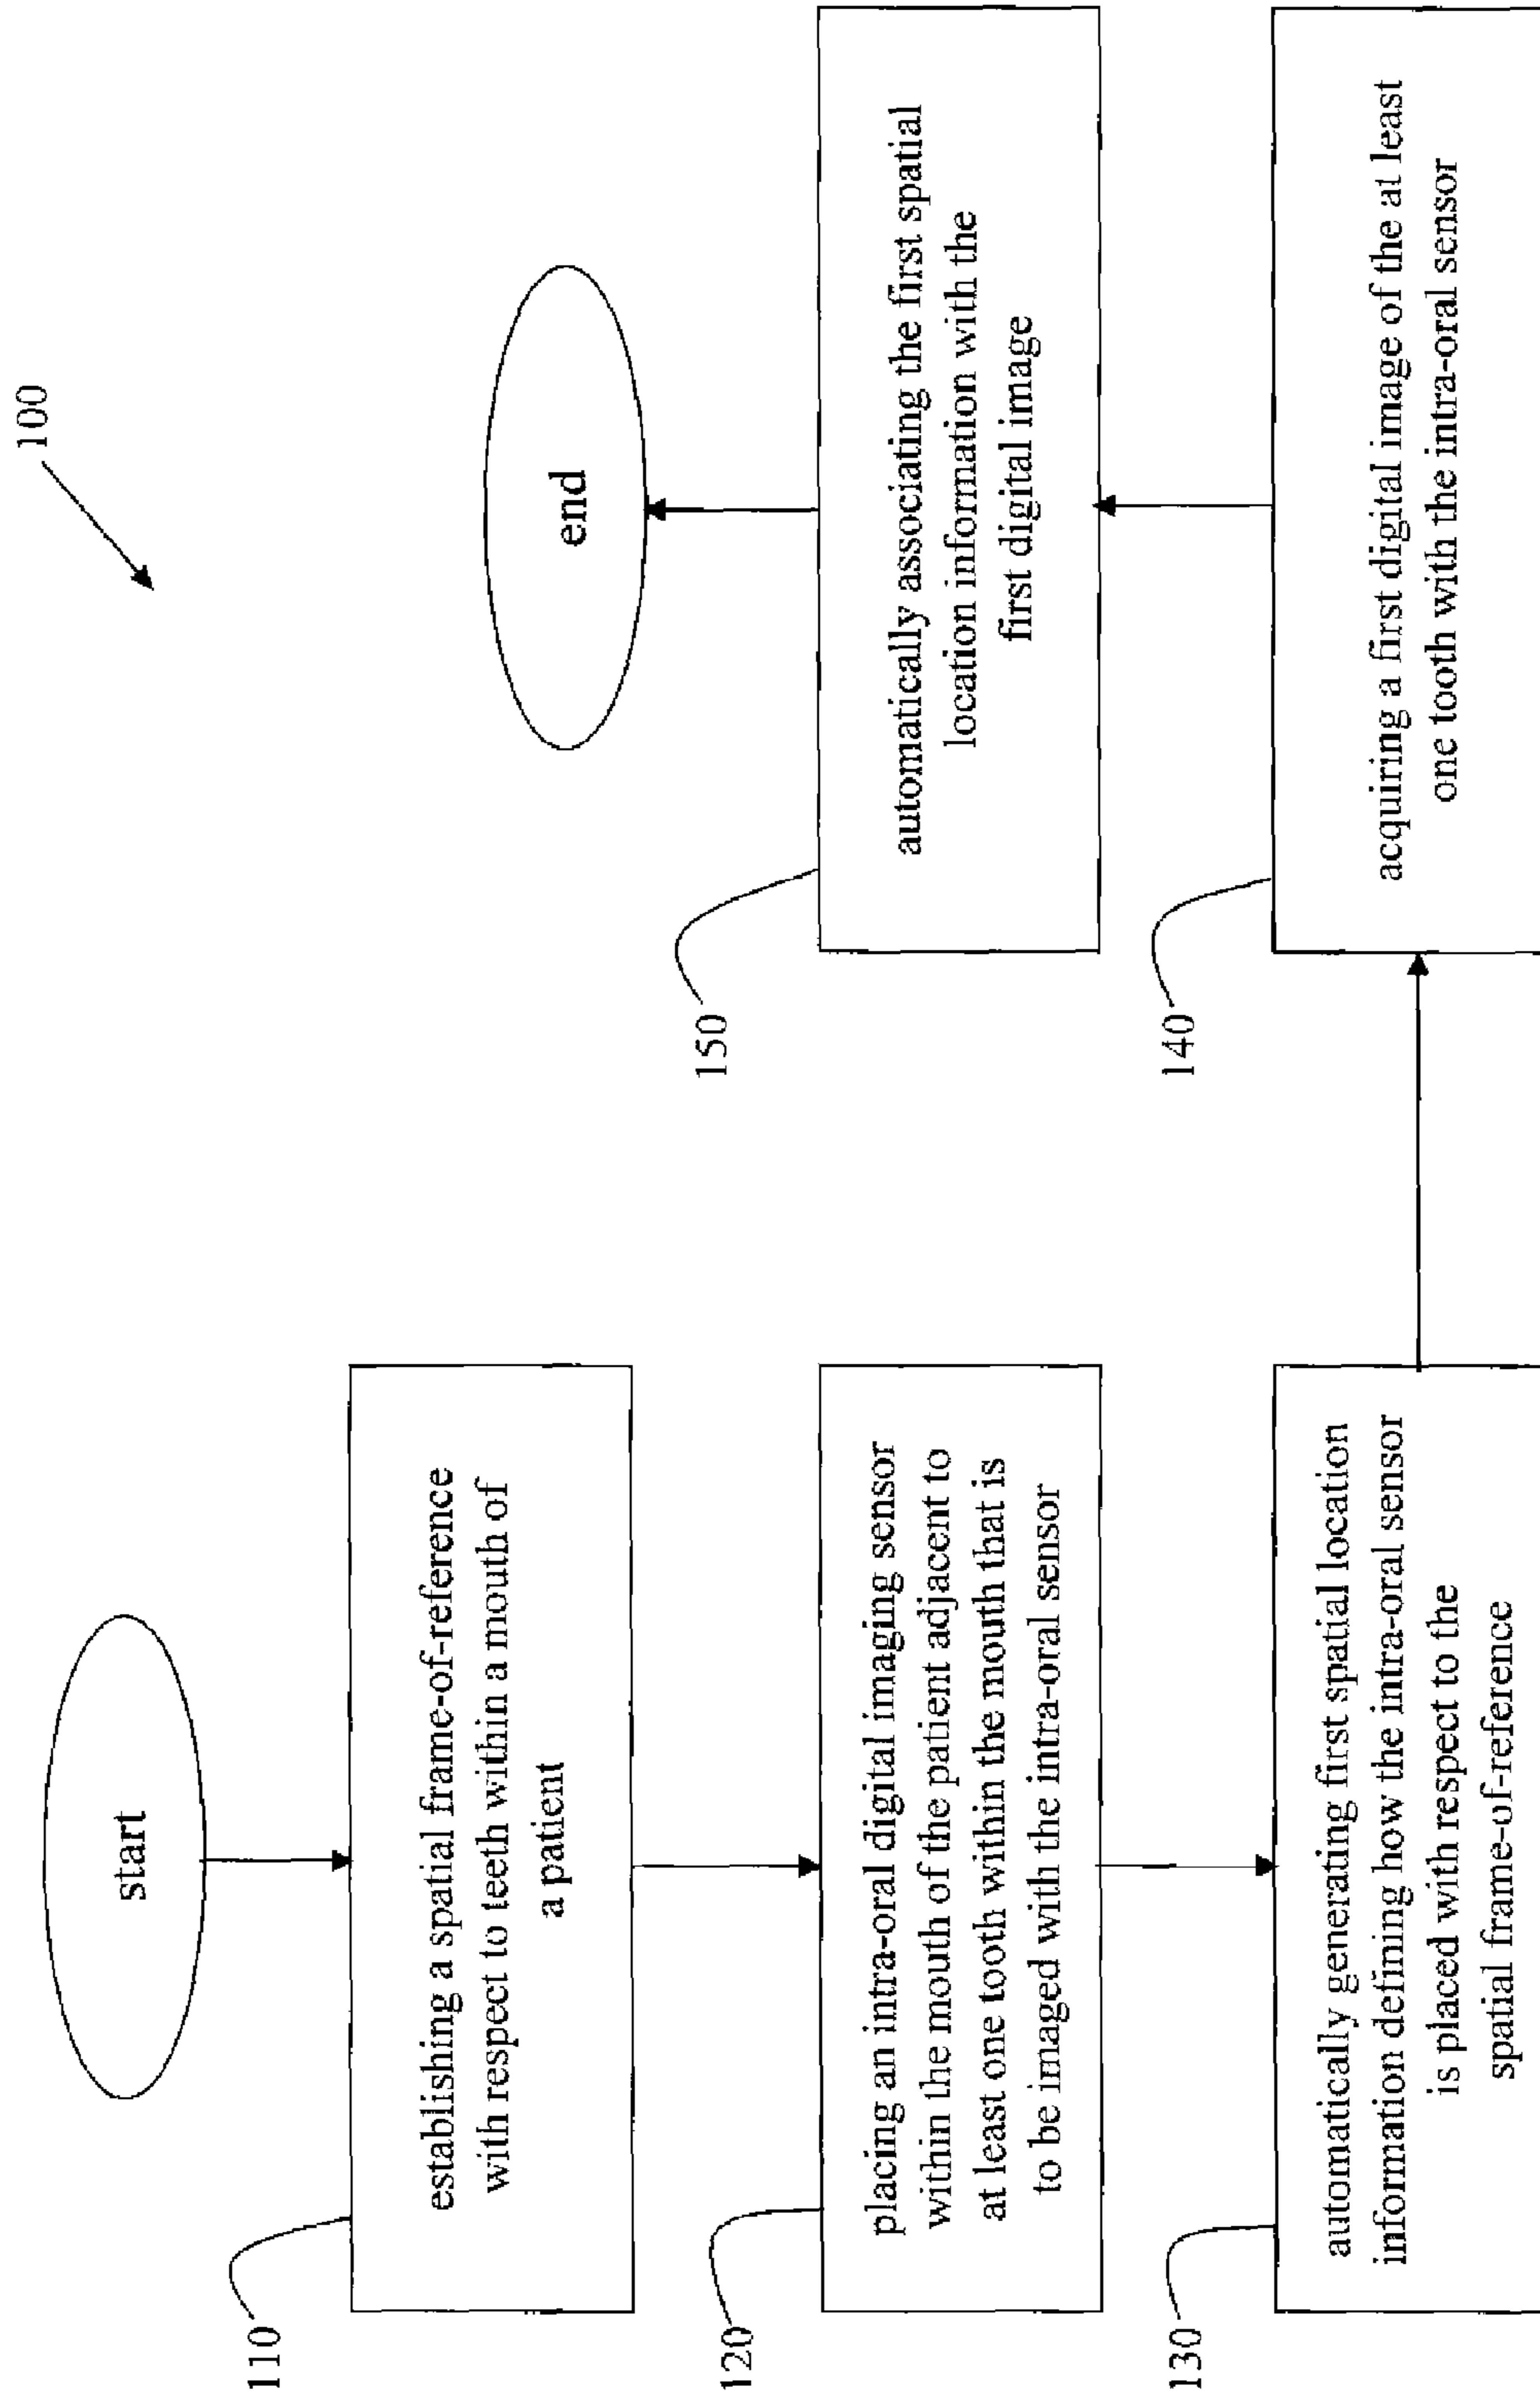 100
start
110
establishing a spatial frame-of-reference
with respect to teeth within a mouth of
a patient
120
placing an intra-oral digital imaging sensor
within the mouth of the patient adjacent to
at least one tooth within the mouth that is
to be imaged with the intra-oral sensor
130
automatically generating first spatial location
information defining how the intra-oral sensor
is placed with respect to the
spatial frame-of-reference
140
acquiring a first digital image of the at least
one tooth with the intra-oral sensor
150
automatically associating the first spatial
location information with the
first digital image
end